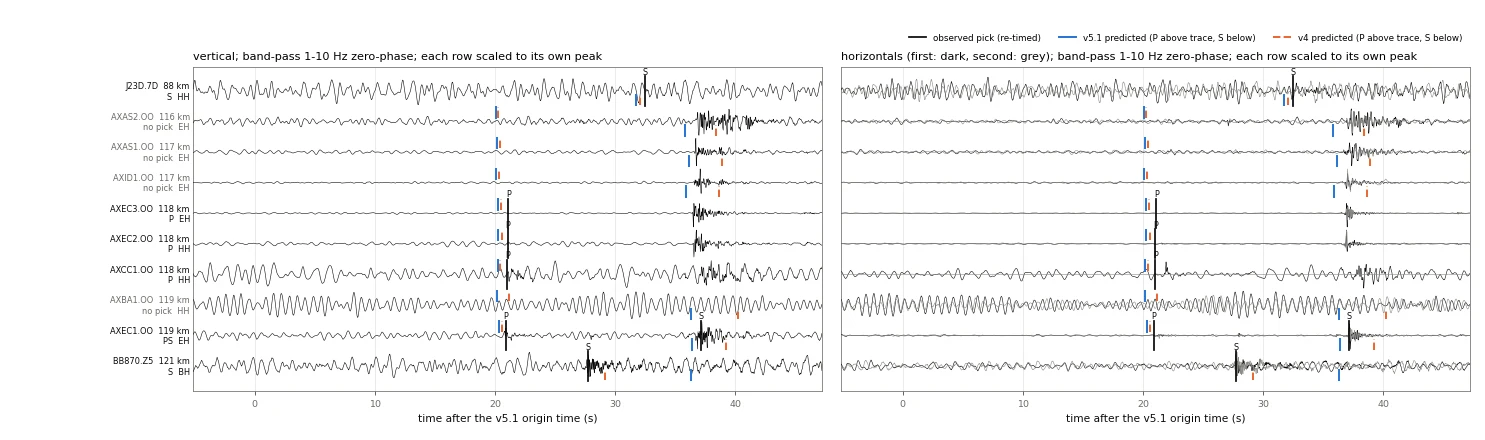 observed pick (re-timed) v5.1 predicted (P above trace, S below) v4 predicted (P above trace, S below)
vertical; band-pass 1-10 Hz zero-phase; each row scaled to its own peak
horizontals (first: dark, second: grey); band-pass 1-10 Hz zero-phase; each row scaled to its own peak
S
S
J23D.7D 88 km
S HH
AXAS2.OO 116 km
no pick EH
AXAS1.OO 117 km
no pick EH
AXID1.OO 117 km
no pick EH
P
P
AXEC3.OO 118 km
P EH
P
P
AXEC2.OO 118 km
P HH
P
P
AXCC1.OO 118 km
P HH
AXBA1.OO 119 km
no pick HH
P S
P S
AXEC1.OO 119 km
PS EH
S
S
BB870.Z5 121 km
S BH
0 10 20 30 40
0 10 20 30 40
time after the v5.1 origin time (s)
time after the v5.1 origin time (s)